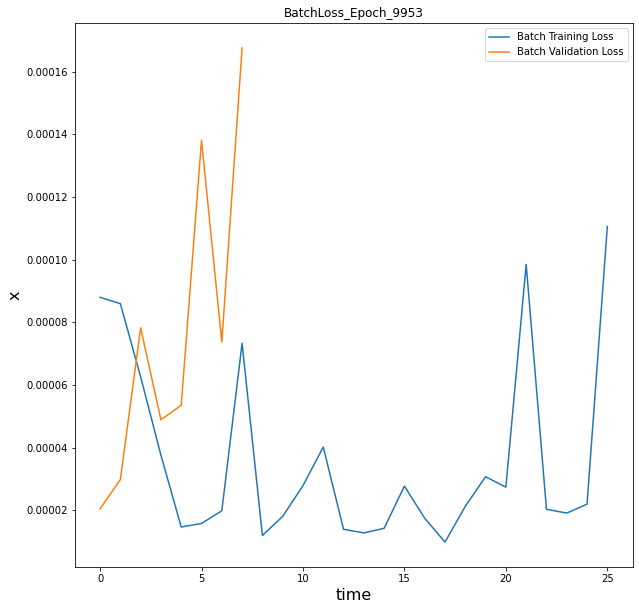 BatchLoss_Epoch_9953
Batch Training Loss
Batch Validation Loss
0.00016
0.00014
0.00012
0.00010
0.00008
0.00006
0.00004
0.00002
x
0 5 10 15 20 25
time